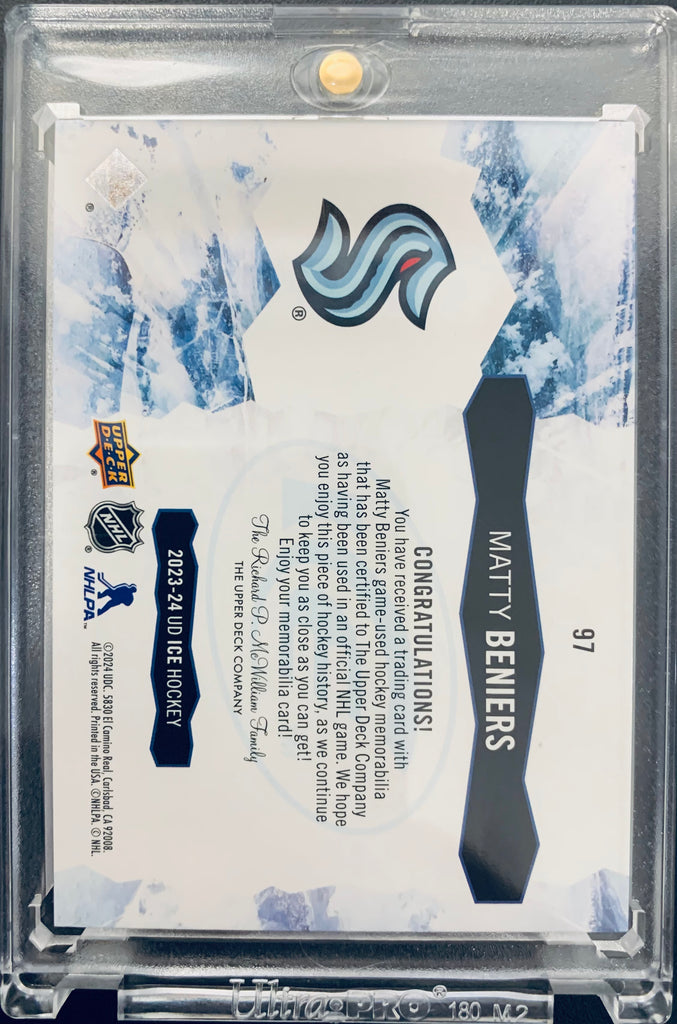 97
MATTY BENIERS
®
®
CONGRATULATIONS!
You have received a trading card with
Matty Beniers game-used hockey memorabilia
that has been certified to The Upper Deck Company
as having been used in an official NHL game. We hope
you enjoy this piece of hockey history, as we continue
to keep you as close as you can get!
Enjoy your memorabilia card!
The Richard P. McWilliam Family
THE UPPER DECK COMPANY
2023-24 UD ICE HOCKEY
UPPER
D·E·C·K
®
NHL
®
NHLPA™
©2024 UDC. 5830 El Camino Real, Carlsbad, CA 92008.
All rights reserved. Printed in the USA. ©NHLPA. © NHL.
Ultra·PRO® 180 M.2